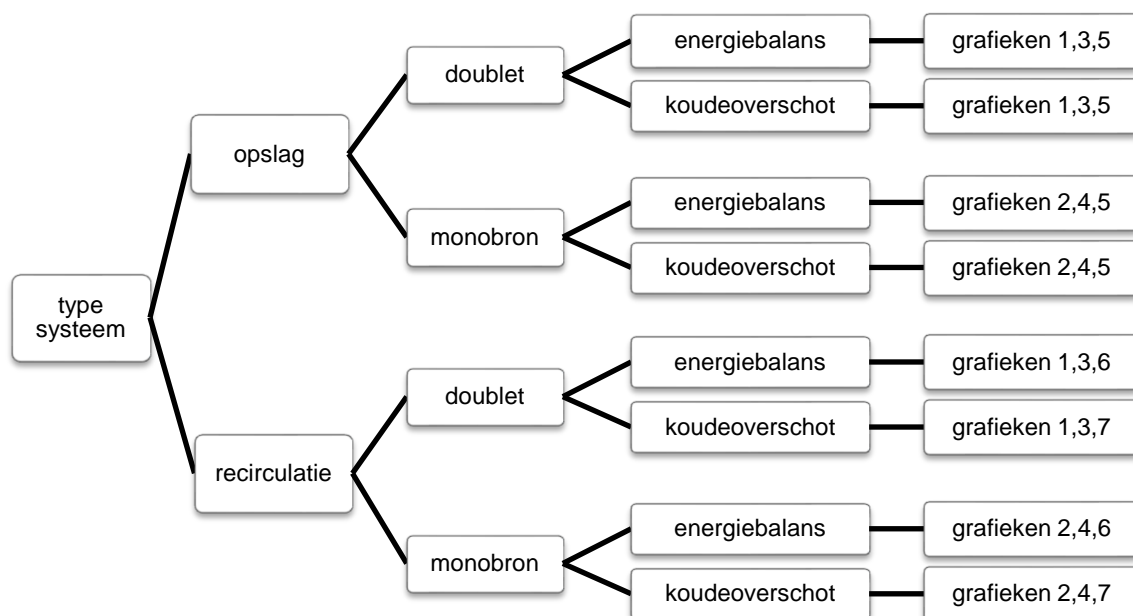 type
systeem
opslag
doublet
energiebalans
grafieken 1,3,5
koudeoverschot
grafieken 1,3,5
monobron
energiebalans
grafieken 2,4,5
koudeoverschot
grafieken 2,4,5
recirculatie
doublet
energiebalans
grafieken 1,3,6
koudeoverschot
grafieken 1,3,7
monobron
energiebalans
grafieken 2,4,6
koudeoverschot
grafieken 2,4,7